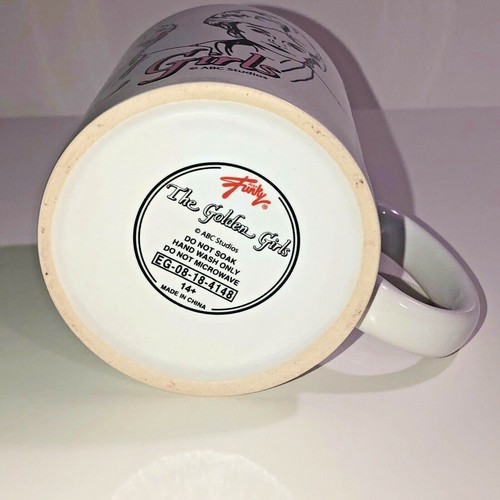 Girls
© ABC Studios
Funky®
The Golden Girls
© ABC Studios
DO NOT SOAK
HAND WASH ONLY
DO NOT MICROWAVE
EG-08-18-4148
14+
MADE IN CHINA